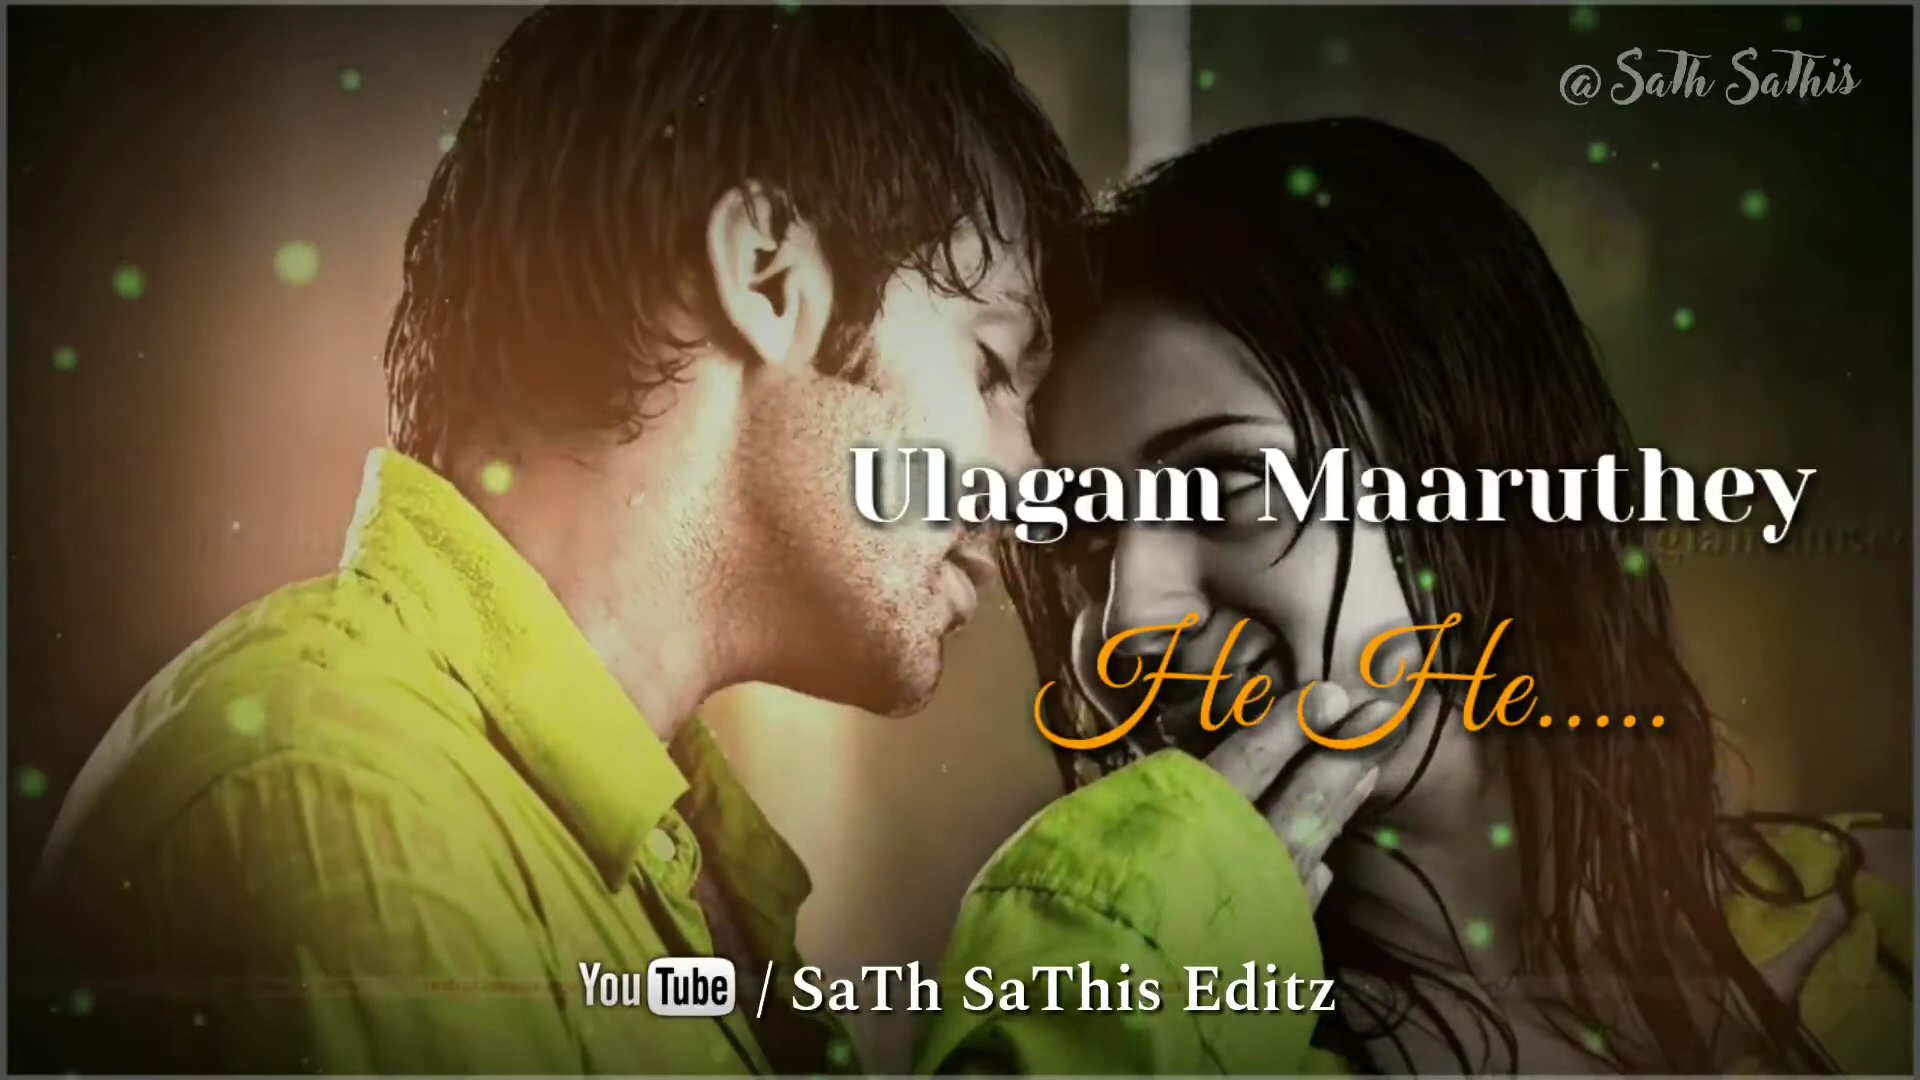 @ SaTh SaThis
Ulagam Maaruthey
He He.....
YouTube / SaTh SaThis Editz